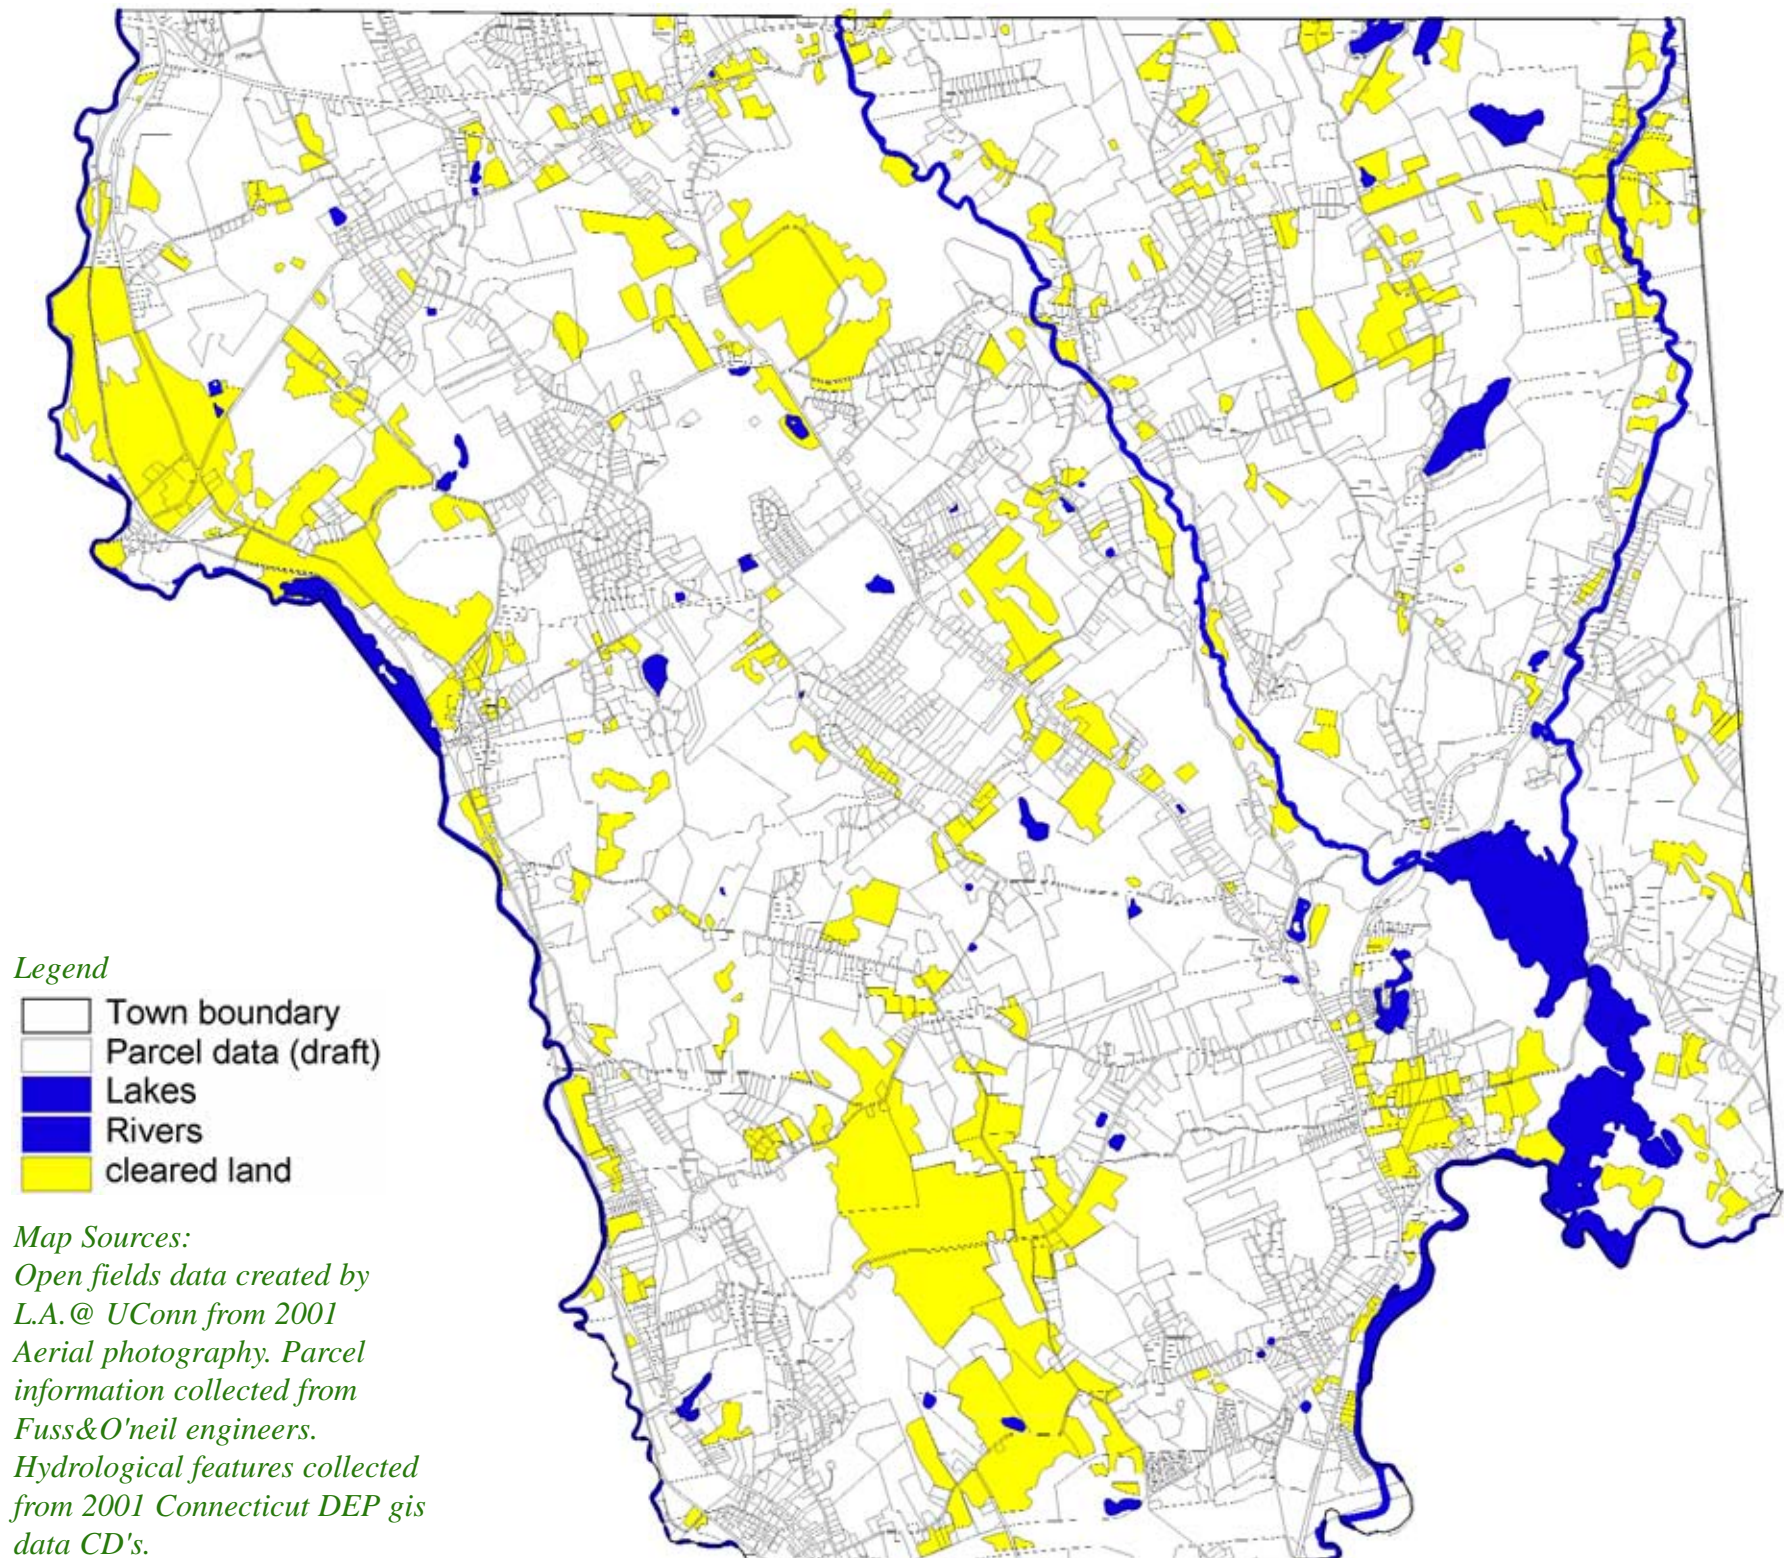 Legend
Town boundary
Parcel data (draft)
Lakes
Rivers
cleared land
Map Sources:
Open fields data created by
L.A.@ UConn from 2001
Aerial photography. Parcel
information collected from
Fuss&O'neil engineers.
Hydrological features collected
from 2001 Connecticut DEP gis
data CD's.